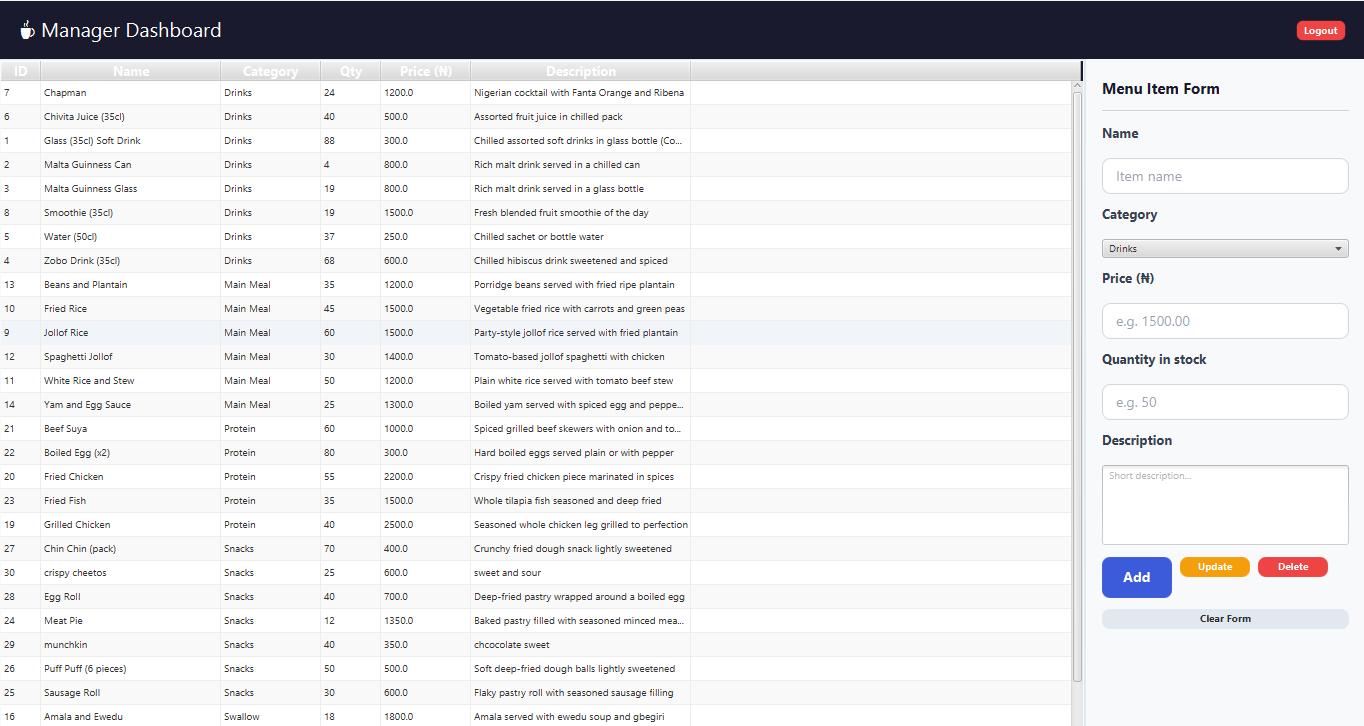 Manager Dashboard
Logout
ID Name Category Qty Price (₦) Description
7 Chapman Drinks 24 1200.0 Nigerian cocktail with Fanta Orange and Ribena
6 Chivita Juice (35cl) Drinks 40 500.0 Assorted fruit juice in chilled pack
1 Glass (35cl) Soft Drink Drinks 88 300.0 Chilled assorted soft drinks in glass bottle (Co...
2 Malta Guinness Can Drinks 4 800.0 Rich malt drink served in a chilled can
3 Malta Guinness Glass Drinks 19 800.0 Rich malt drink served in a glass bottle
8 Smoothie (35cl) Drinks 19 1500.0 Fresh blended fruit smoothie of the day
5 Water (50cl) Drinks 37 250.0 Chilled sachet or bottle water
4 Zobo Drink (35cl) Drinks 68 600.0 Chilled hibiscus drink sweetened and spiced
13 Beans and Plantain Main Meal 35 1200.0 Porridge beans served with fried ripe plantain
10 Fried Rice Main Meal 45 1500.0 Vegetable fried rice with carrots and green peas
9 Jollof Rice Main Meal 60 1500.0 Party-style jollof rice served with fried plantain
12 Spaghetti Jollof Main Meal 30 1400.0 Tomato-based jollof spaghetti with chicken
11 White Rice and Stew Main Meal 50 1200.0 Plain white rice served with tomato beef stew
14 Yam and Egg Sauce Main Meal 25 1300.0 Boiled yam served with spiced egg and peppe...
21 Beef Suya Protein 60 1000.0 Spiced grilled beef skewers with onion and to...
22 Boiled Egg (x2) Protein 80 300.0 Hard boiled eggs served plain or with pepper
20 Fried Chicken Protein 55 2200.0 Crispy fried chicken piece marinated in spices
23 Fried Fish Protein 35 1500.0 Whole tilapia fish seasoned and deep fried
19 Grilled Chicken Protein 40 2500.0 Seasoned whole chicken leg grilled to perfection
27 Chin Chin (pack) Snacks 70 400.0 Crunchy fried dough snack lightly sweetened
30 crispy cheetos Snacks 25 600.0 sweet and sour
28 Egg Roll Snacks 40 700.0 Deep-fried pastry wrapped around a boiled egg
24 Meat Pie Snacks 12 1350.0 Baked pastry filled with seasoned minced mea...
29 munchkin Snacks 40 350.0 chcocolate sweet
26 Puff Puff (6 pieces) Snacks 50 500.0 Soft deep-fried dough balls lightly sweetened
25 Sausage Roll Snacks 30 600.0 Flaky pastry roll with seasoned sausage filling
16 Amala and Ewedu Swallow 18 1800.0 Amala served with ewedu soup and gbegiri
Menu Item Form
Name
Item name
Category
Drinks
Price (₦)
e.g. 1500.00
Quantity in stock
e.g. 50
Description
Short description...
Add Update Delete
Clear Form